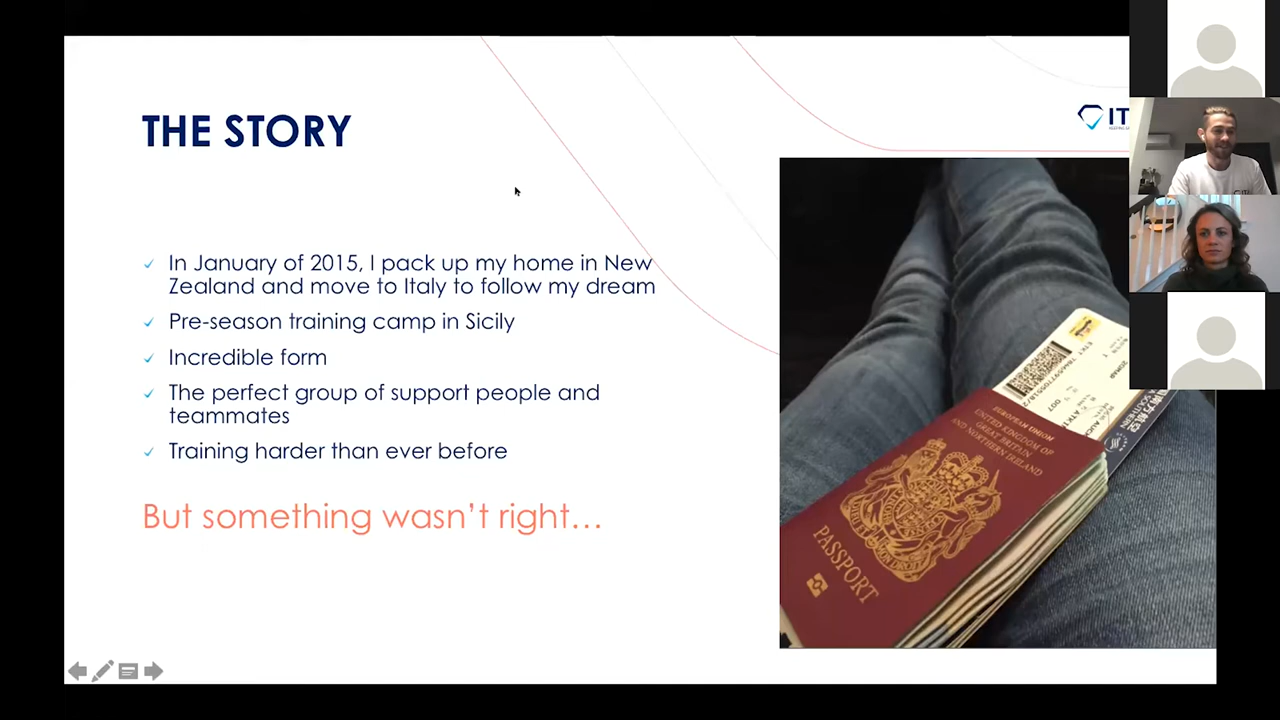 THE STORY
IT
In January of 2015, I pack up my home in New
Zealand and move to Italy to follow my dream
Pre-season training camp in Sicily
Incredible form
The perfect group of support people and
teammates
Training harder than ever before
But something wasn't right…
EUROPEAN UNION
UNITED KINGDOM OF
GREAT BRITAIN
AND NORTHERN IRELAND
PASSPORT